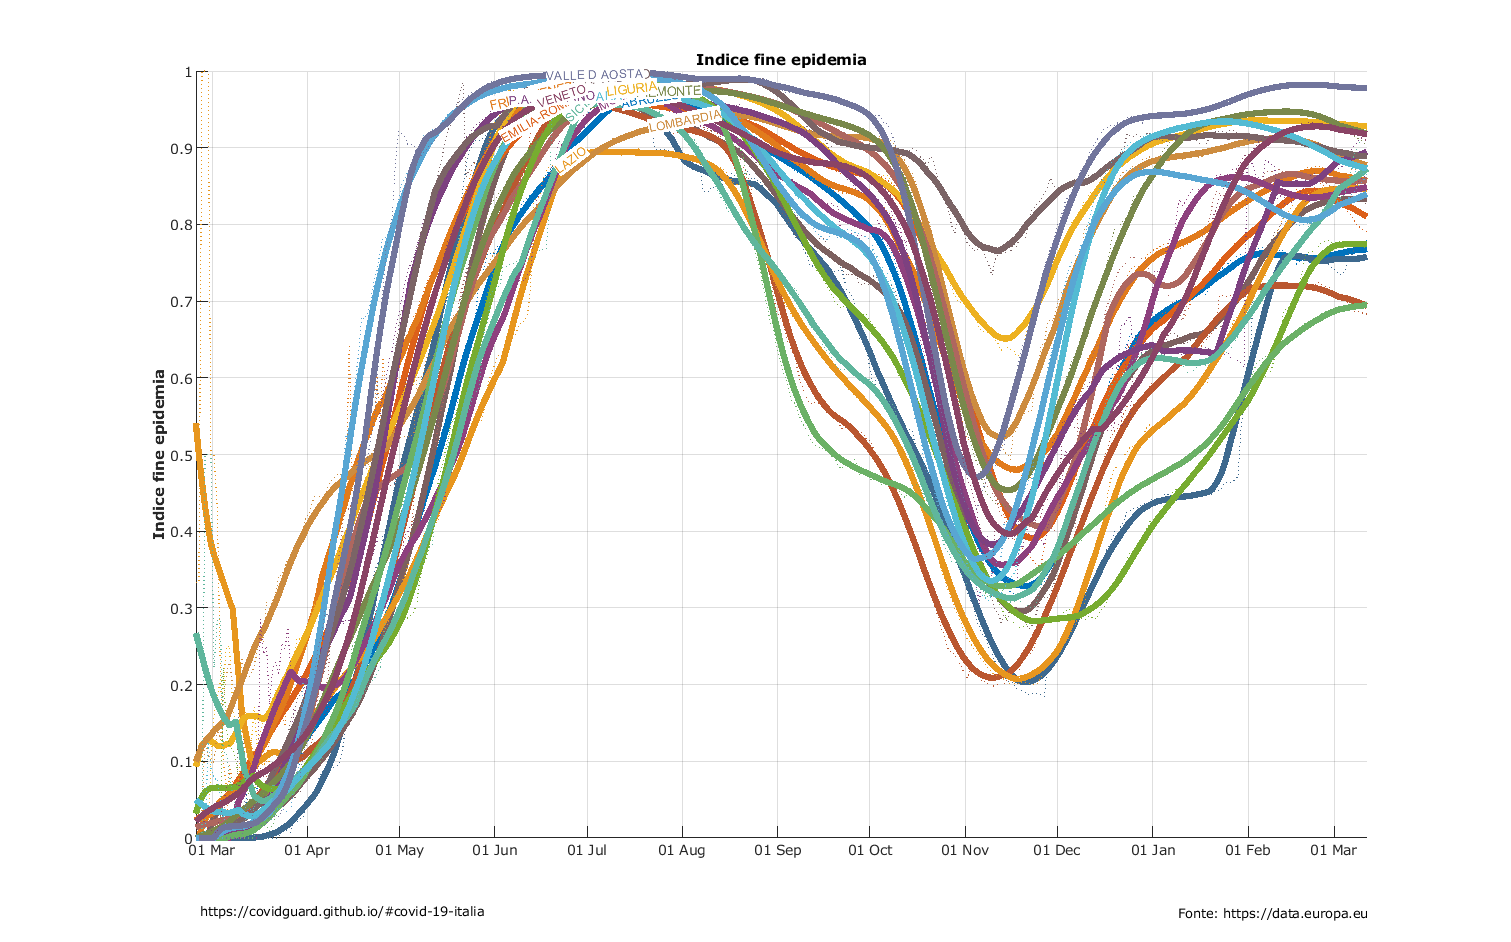 Indice fine epidemia
Indice fine epidemia
1
0.9
0.8
0.7
0.6
0.5
0.4
0.3
0.2
0.1
0
VALLE D AOSTA
P.A.
VENETO
LIGURIA
EMILIA-ROM
ABRUZZ
LOMBARDIA
LAZIO
01 Mar 01 Apr 01 May 01 Jun 01 Jul 01 Aug 01 Sep 01 Oct 01 Nov 01 Dec 01 Jan 01 Feb 01 Mar
https://covidguard.github.io/#covid-19-italia
Fonte: https://data.europa.eu